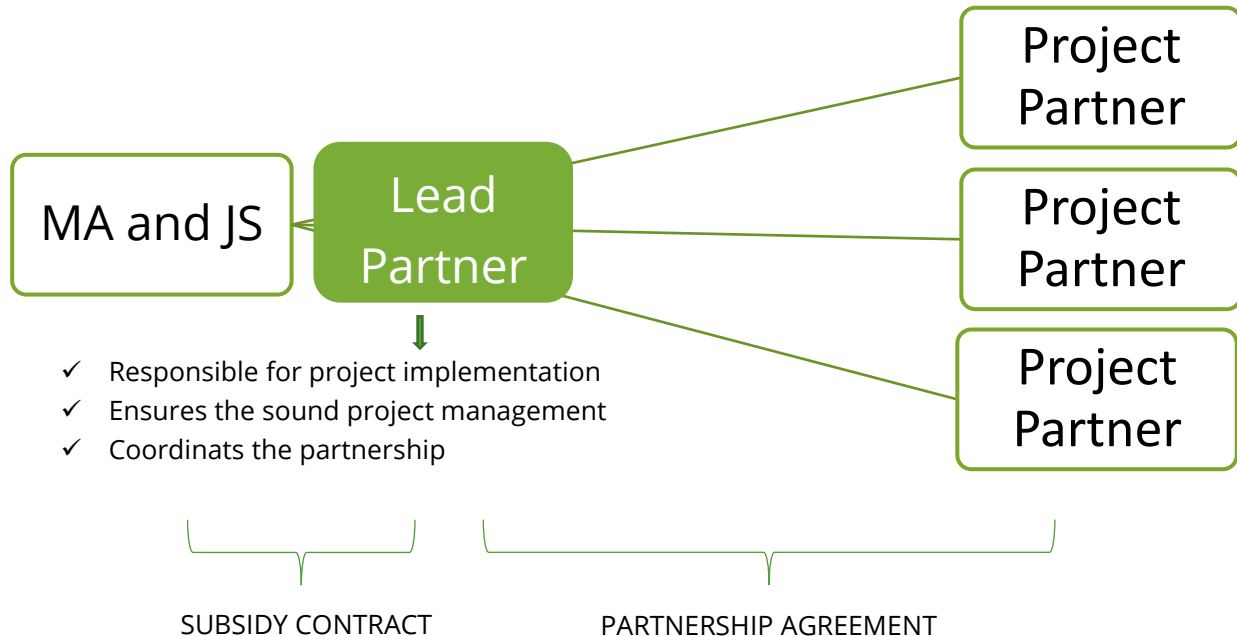 MA and JS
Lead
Partner
Project
Partner
Project
Partner
Project
Partner
✓ Responsible for project implementation
✓ Ensures the sound project management
✓ Coordinats the partnership
SUBSIDY CONTRACT
PARTNERSHIP AGREEMENT